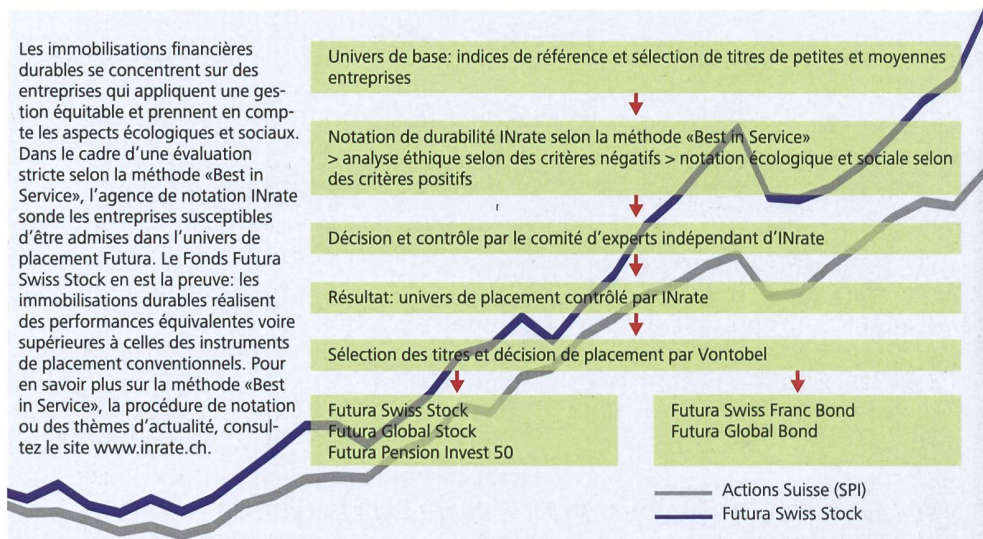 Les immobilisations financières
durables se concentrent sur des
entreprises qui appliquent une ges-
tion équitable et prennent en comp-
te les aspects écologiques et sociaux.
Dans le cadre d'une évaluation
stricte selon la méthode «Best in
Service», l'agence de notation INrate
sonde les entreprises susceptibles
d'être admises dans l'univers de
placement Futura. Le Fonds Futura
Swiss Stock en est la preuve: les
immobilisations durables réalisent
des performances équivalentes voire
supérieures à celles des instruments
de placement conventionnels. Pour
en savoir plus sur la méthode «Best
in Service», la procédure de notation
ou des thèmes d'actualité, consul-
tez le site www.inrate.ch.
Univers de base: indices de référence et sélection de titres de petites et moyennes
entreprises
Notation de durabilité INrate selon la méthode «Best in Service»
> analyse éthique selon des critères négatifs > notation écologique et sociale selon
des critères positifs
Décision et contrôle par le comité d'experts indépendant d'INrate
Résultat: univers de placement contrôlé par INrate
Sélection des titres et décision de placement par Vontobel
Futura Swiss Stock
Futura Global Stock
Futura Pension Invest 50
Futura Swiss Franc Bond
Futura Global Bond
Actions Suisse (SPI)
Futura Swiss Stock